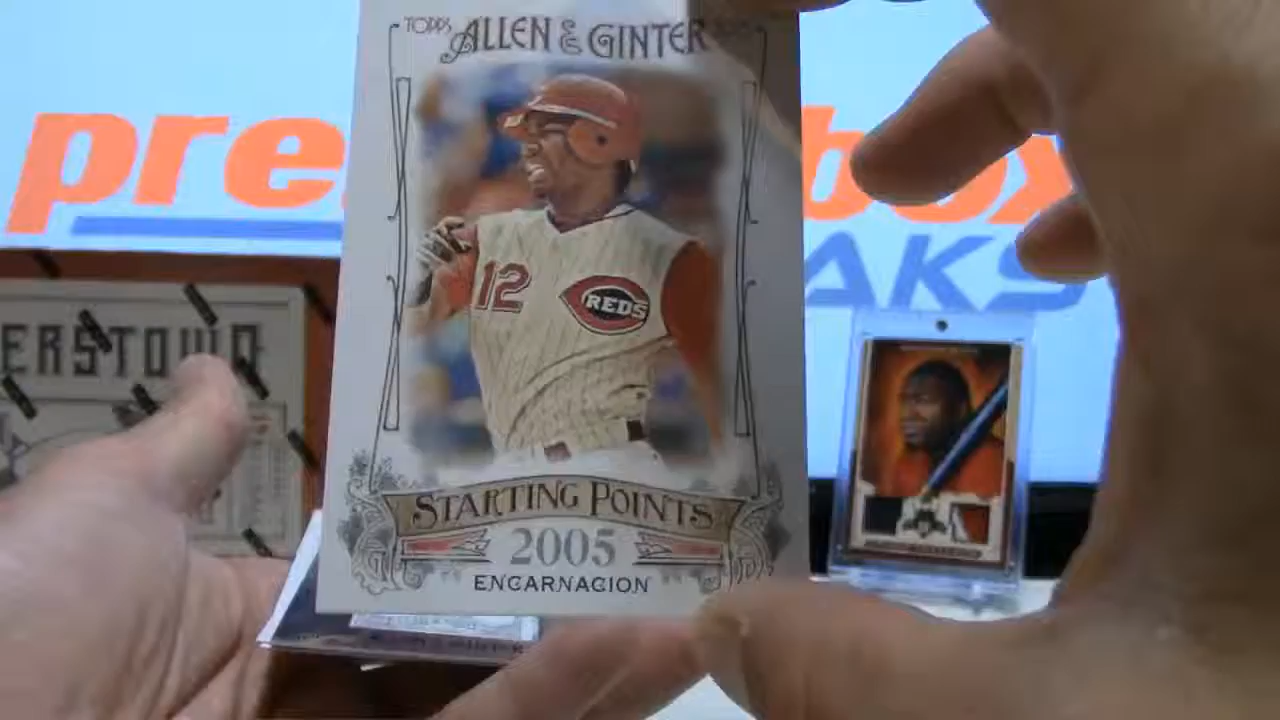 TOPPS ALLEN & GINTER
pre
box
AKS
ERSTOWN
12
REDS
STARTING POINTS
2005
ENCARNACION